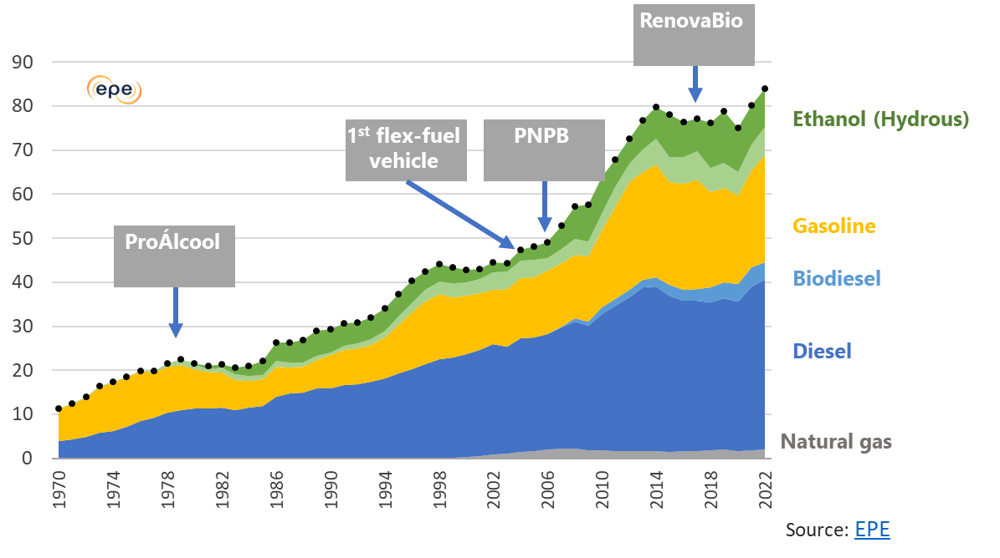 RenovaBio
90
epe
80
Ethanol (Hydrous)
1st flex-fuel
vehicle
PNPB
70
60
Gasoline
50
ProÁlcool
40
Biodiesel
30
Diesel
20
10
Natural gas
0
1970
1974
1978
1982
1986
1990
1994
1998
2002
2006
2010
2014
2018
2022
Source: EPE